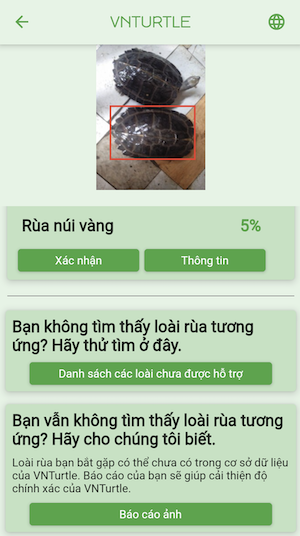 VNTURTLE
Rùa núi vàng 5%
Xác nhận Thông tin
Bạn không tìm thấy loài rùa tương
ứng? Hãy thử tìm ở đây.
Danh sách các loài chưa được hỗ trợ
Bạn vẫn không tìm thấy loài rùa tương
ứng? Hãy cho chúng tôi biết.
Loài rùa bạn bắt gặp có thể chưa có trong cơ sở dữ liệu
của VNTurtle. Báo cáo của bạn sẽ giúp cải thiện độ
chính xác của VNTurtle.
Báo cáo ảnh